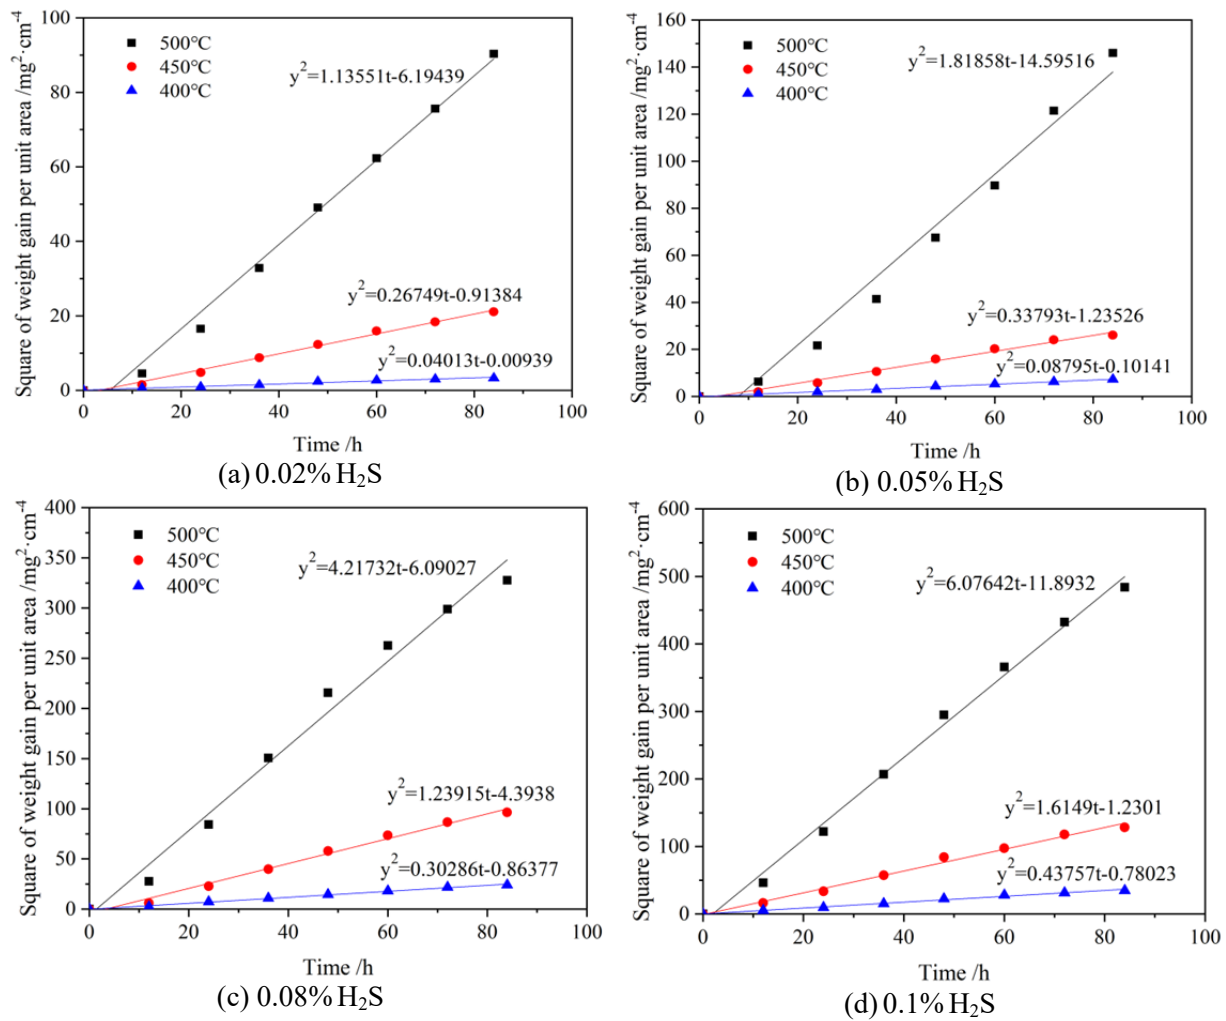 Square of weight gain per unit area /mg²·cm⁻⁴
100
80
60
40
20
0
500°C
450°C
400°C
y²=1.13551t-6.19439
y²=0.26749t-0.91384
y²=0.04013t-0.00939
0 20 40 60 80 100
Time /h
(a) 0.02% H₂S
Square of weight gain per unit area /mg²·cm⁻⁴
160
140
120
100
80
60
40
20
0
500°C
450°C
400°C
y²=1.81858t-14.59516
y²=0.33793t-1.23526
y²=0.08795t-0.10141
0 20 40 60 80 100
Time /h
(b) 0.05% H₂S
Square of weight gain per unit area /mg²·cm⁻⁴
400
350
300
250
200
150
100
50
0
500°C
450°C
400°C
y²=4.21732t-6.09027
y²=1.23915t-4.3938
y²=0.30286t-0.86377
0 20 40 60 80 100
Time /h
(c) 0.08% H₂S
Square of weight gain per unit area /mg²·cm⁻⁴
600
500
400
300
200
100
0
500°C
450°C
400°C
y²=6.07642t-11.8932
y²=1.6149t-1.2301
y²=0.43757t-0.78023
0 20 40 60 80 100
Time /h
(d) 0.1% H₂S